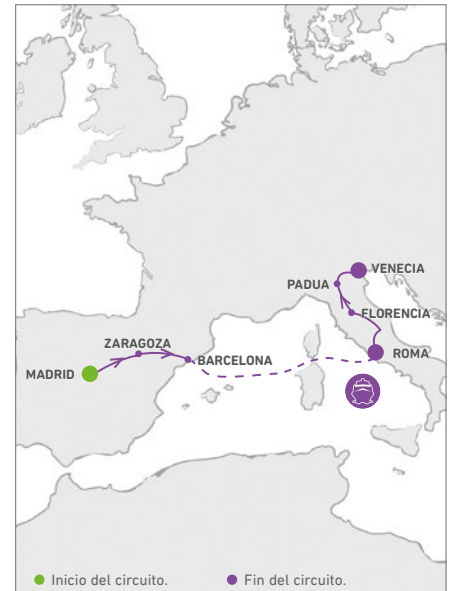 VENECIA
PADUA
FLORENCIA
ZARAGOZA
ROMA
BARCELONA
MADRID
Inicio del circuito.
Fin del circuito.